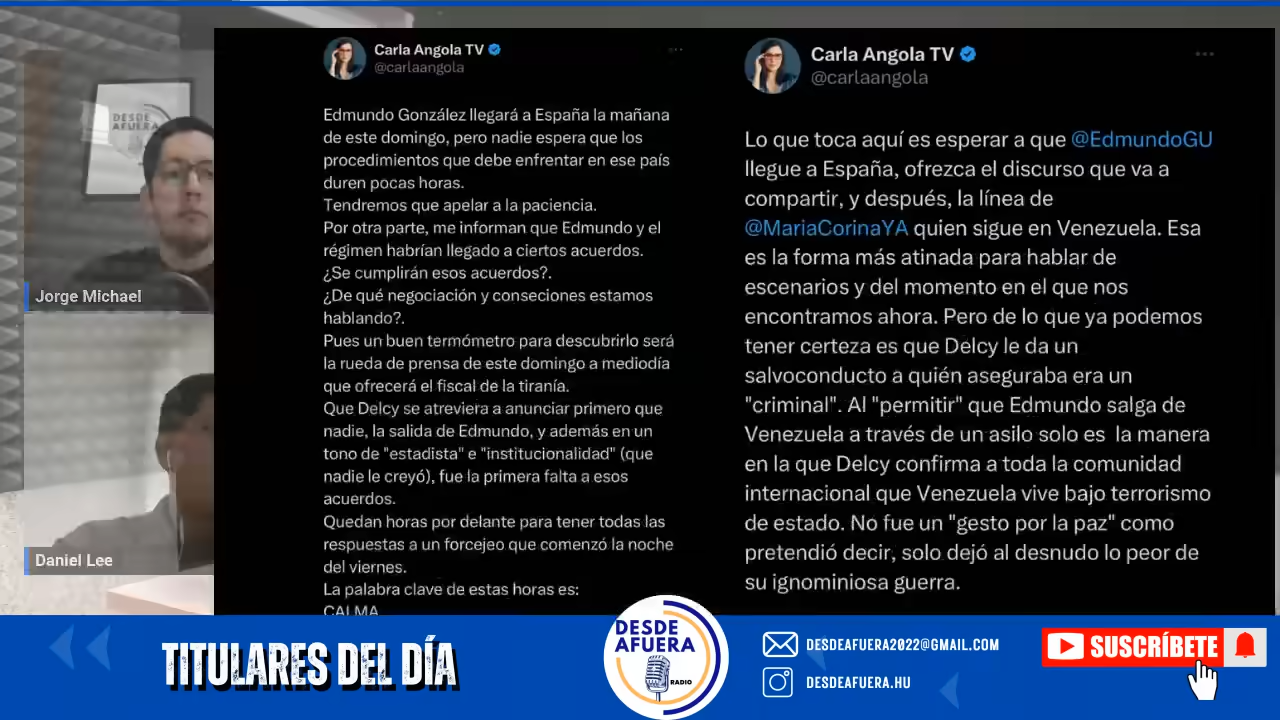 DESDE
AFUERA
Jorge Michael
Daniel Lee
Carla Angola TV
@carlaangola
Edmundo González llegará a España la mañana
de este domingo, pero nadie espera que los
procedimientos que debe enfrentar en ese país
duren pocas horas.
Tendremos que apelar a la paciencia.
Por otra parte, me informan que Edmundo y el
régimen habrían llegado a ciertos acuerdos.
¿Se cumplirán esos acuerdos?.
¿De qué negociación y conseciones estamos
hablando?.
Pues un buen termómetro para descubrirlo será
la rueda de prensa de este domingo a mediodía
que ofrecerá el fiscal de la tiranía.
Que Delcy se atreviera a anunciar primero que
nadie, la salida de Edmundo, y además en un
tono de "estadista" e "institucionalidad" (que
nadie le creyó), fue la primera falta a esos
acuerdos.
Quedan horas por delante para tener todas las
respuestas a un forcejeo que comenzó la noche
del viernes.
La palabra clave de estas horas es:
CALMA
Carla Angola TV
@carlaangola
Lo que toca aquí es esperar a que @EdmundoGU
llegue a España, ofrezca el discurso que va a
compartir, y después, la línea de
@MariaCorinaYA quien sigue en Venezuela. Esa
es la forma más atinada para hablar de
escenarios y del momento en el que nos
encontramos ahora. Pero de lo que ya podemos
tener certeza es que Delcy le da un
salvoconducto a quién aseguraba era un
"criminal". Al "permitir" que Edmundo salga de
Venezuela a través de un asilo solo es la manera
en la que Delcy confirma a toda la comunidad
internacional que Venezuela vive bajo terrorismo
de estado. No fue un "gesto por la paz" como
pretendió decir, solo dejó al desnudo lo peor de
su ignominiosa guerra.
TITULARES DEL DÍA
DESDE
AFUERA
RADIO
DESDEAFUERA2022@GMAIL.COM
DESDEAFUERA.HU
SUSCRÍBETE